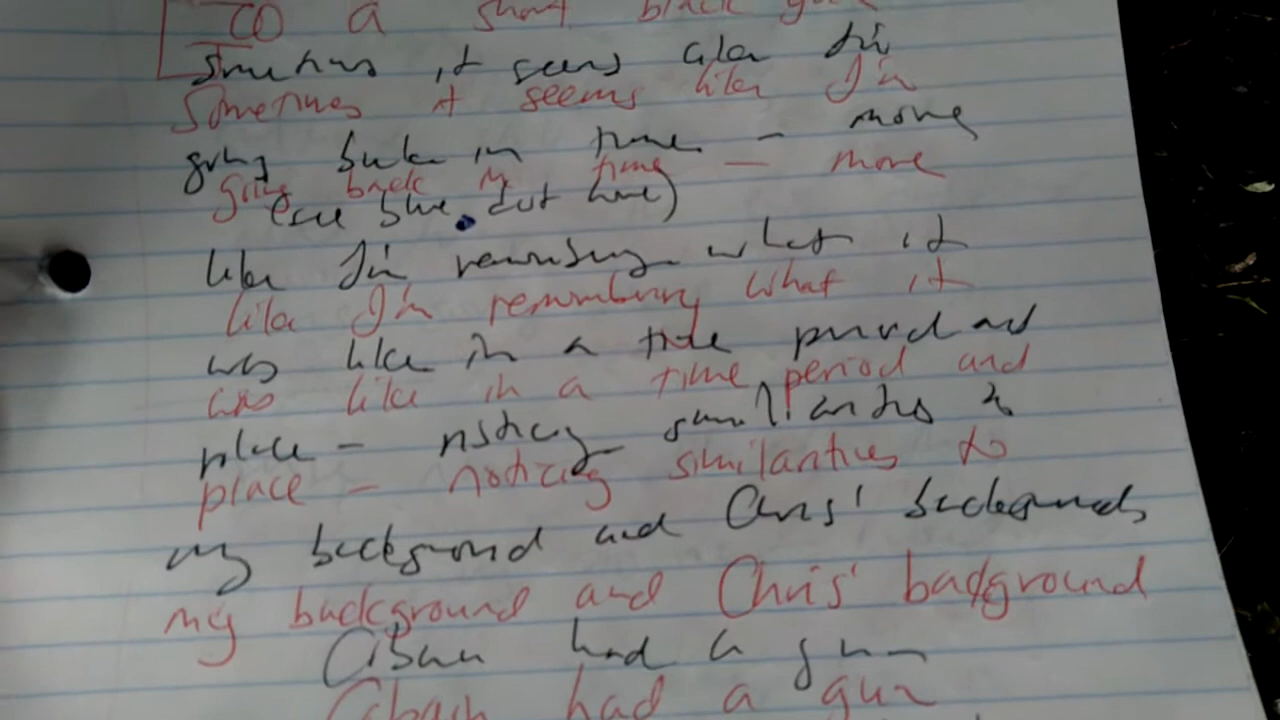 To a short black
Sometimes it seems like I'm
Sometimes it seems like I'm
going back in time - more
going back in time - more
like I'm remembering what it
like I'm remembering what it
was like in a time period and
was like in a time period and
place - noticing similarities to
place - noticing similarities to
my background and Chris' background
my background and Chris' background
had a gun
had a gun